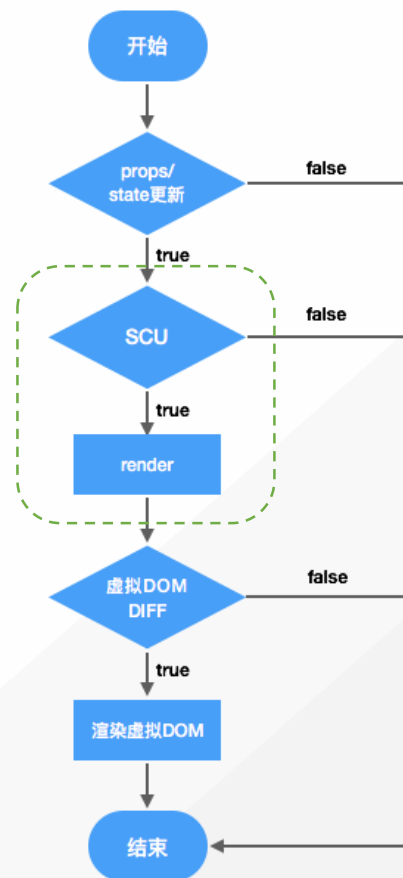 开始
props/
state更新
false
true
SCU
false
true
render
虚拟DOM
DIFF
false
true
渲染虚拟DOM
结束